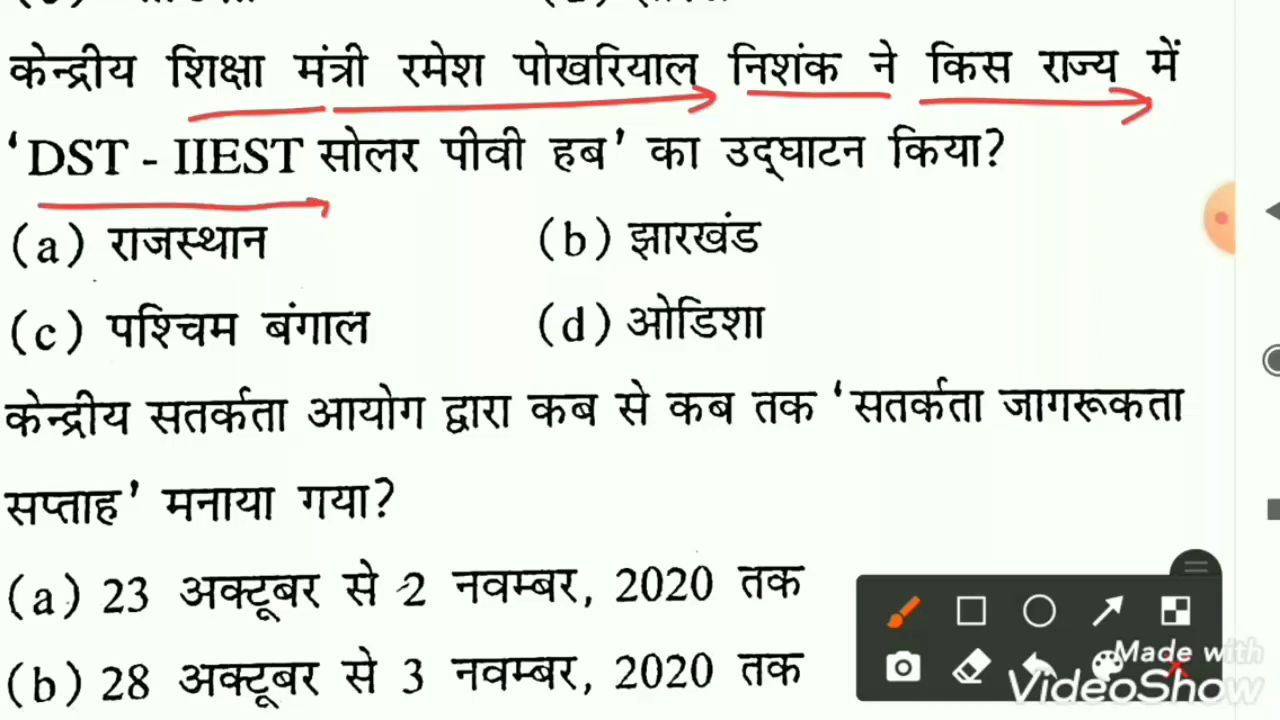 केन्द्रीय शिक्षा मंत्री रमेश पोखरियाल निशंक ने किस राज्य में
‘DST - IIEST सोलर पीवी हब’ का उद्घाटन किया?
(a) राजस्थान (b) झारखंड
(c) पश्चिम बंगाल (d) ओडिशा
केन्द्रीय सतर्कता आयोग द्वारा कब से कब तक ‘सतर्कता जागरूकता
सप्ताह’ मनाया गया?
(a) 23 अक्टूबर से 2 नवम्बर, 2020 तक
(b) 28 अक्टूबर से 3 नवम्बर, 2020 तक
Made with
VideoShow